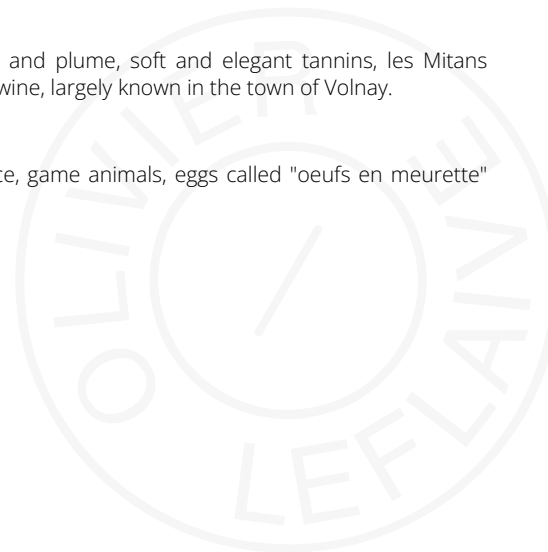 and plume, soft and elegant tannins, les Mitans
wine, largely known in the town of Volnay.
game animals, eggs called "oeufs en meurette"
OLIVIER LEFLAIVE